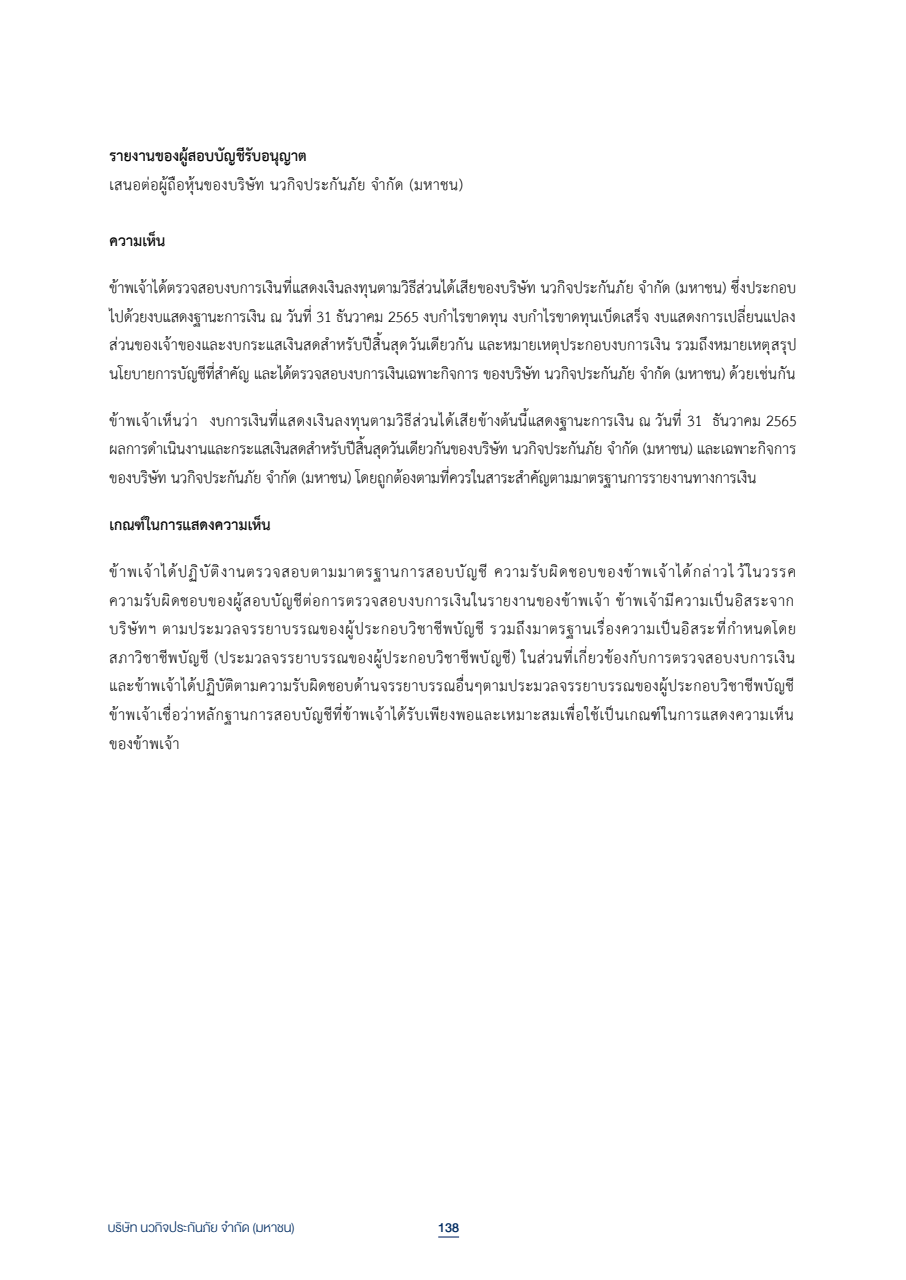 รายงานของผู้สอบบัญชีรับอนุญาต
เสนอต่อผู้ถือหุ้นของบริษัท นวกิจประกันภัย จำกัด (มหาชน)
ความเห็น
ข้าพเจ้าได้ตรวจสอบงบการเงินที่แสดงเงินลงทุนตามวิธีส่วนได้เสียของบริษัท นวกิจประกันภัย จำกัด (มหาชน) ซึ่งประกอบ
ไปด้วยงบแสดงฐานะการเงิน ณ วันที่ 31 ธันวาคม 2565 งบกำไรขาดทุน งบกำไรขาดทุนเบ็ดเสร็จ งบแสดงการเปลี่ยนแปลง
ส่วนของเจ้าของและงบกระแสเงินสดสำหรับปีสิ้นสุดวันเดียวกัน และหมายเหตุประกอบงบการเงิน รวมถึงหมายเหตุสรุป
นโยบายการบัญชีที่สำคัญ และได้ตรวจสอบงบการเงินเฉพาะกิจการ ของบริษัท นวกิจประกันภัย จำกัด (มหาชน) ด้วยเช่นกัน
ข้าพเจ้าเห็นว่า งบการเงินที่แสดงเงินลงทุนตามวิธีส่วนได้เสียข้างต้นนี้แสดงฐานะการเงิน ณ วันที่ 31 ธันวาคม 2565
ผลการดำเนินงานและกระแสเงินสดสำหรับปีสิ้นสุดวันเดียวกันของบริษัท นวกิจประกันภัย จำกัด (มหาชน) และเฉพาะกิจการ
ของบริษัท นวกิจประกันภัย จำกัด (มหาชน) โดยถูกต้องตามที่ควรในสาระสำคัญตามมาตรฐานการรายงานทางการเงิน
เกณฑ์ในการแสดงความเห็น
ข้าพเจ้าได้ปฏิบัติงานตรวจสอบตามมาตรฐานการสอบบัญชี ความรับผิดชอบของข้าพเจ้าได้กล่าวไว้ในวรรค
ความรับผิดชอบของผู้สอบบัญชีต่อการตรวจสอบงบการเงินในรายงานของข้าพเจ้า ข้าพเจ้ามีความเป็นอิสระจาก
บริษัทฯ ตามประมวลจรรยาบรรณของผู้ประกอบวิชาชีพบัญชี รวมถึงมาตรฐานเรื่องความเป็นอิสระที่กำหนดโดย
สภาวิชาชีพบัญชี (ประมวลจรรยาบรรณของผู้ประกอบวิชาชีพบัญชี) ในส่วนที่เกี่ยวข้องกับการตรวจสอบงบการเงิน
และข้าพเจ้าได้ปฏิบัติตามความรับผิดชอบด้านจรรยาบรรณอื่นๆตามประมวลจรรยาบรรณของผู้ประกอบวิชาชีพบัญชี
ข้าพเจ้าเชื่อว่าหลักฐานการสอบบัญชีที่ข้าพเจ้าได้รับเพียงพอและเหมาะสมเพื่อใช้เป็นเกณฑ์ในการแสดงความเห็น
ของข้าพเจ้า
บริษัท นวกิจประกันภัย จำกัด (มหาชน) 138